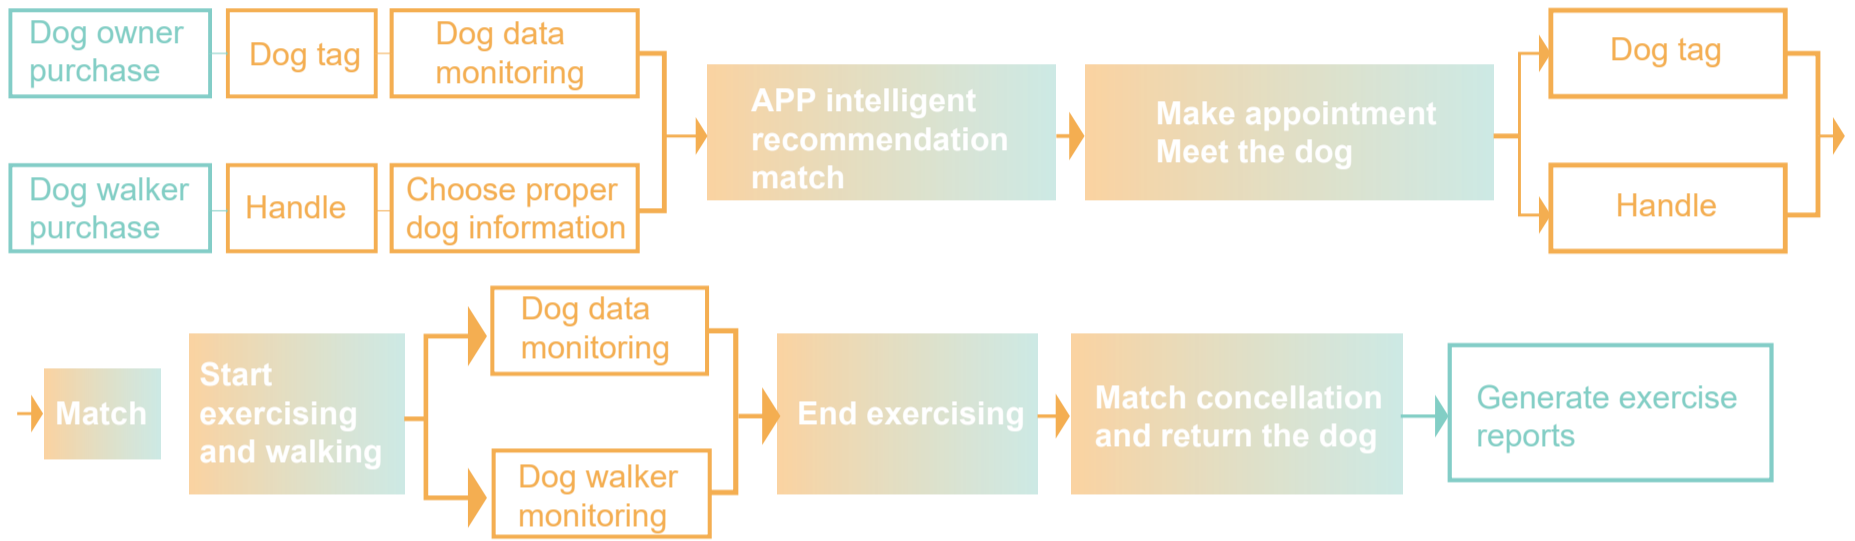 Dog owner
purchase
Dog tag
Dog data
monitoring
Dog walker
purchase
Handle
Choose proper
dog information
APP intelligent
recommendation
match
Make appointment
Meet the dog
Dog tag
Handle
Match
Start
exercising
and walking
Dog data
monitoring
Dog walker
monitoring
End exercising
Match concellation
and return the dog
Generate exercise
reports